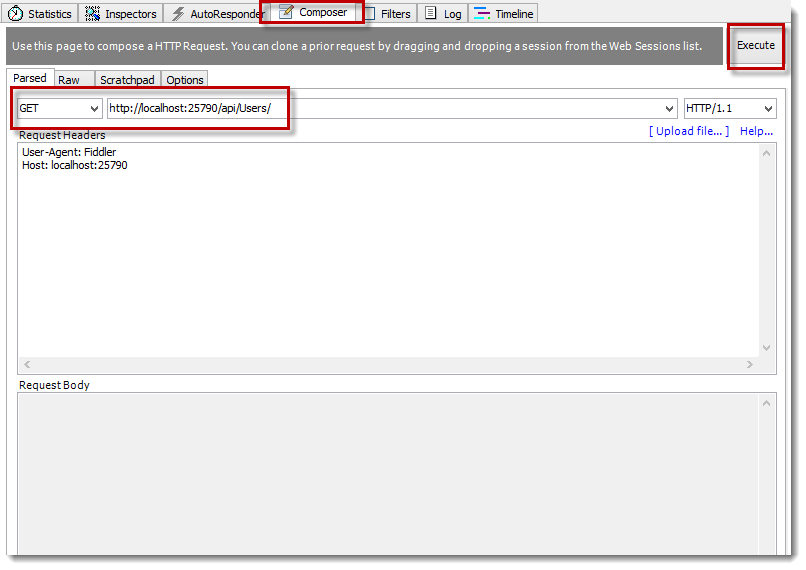 Statistics Inspectors AutoResponder Composer Filters Log Timeline
Use this page to compose a HTTP Request. You can clone a prior request by dragging and dropping a session from the Web Sessions list. Execute
Parsed Raw Scratchpad Options
GET http://localhost:25790/api/Users/ HTTP/1.1
Request Headers [ Upload file... ] Help...
User-Agent: Fiddler
Host: localhost:25790
Request Body